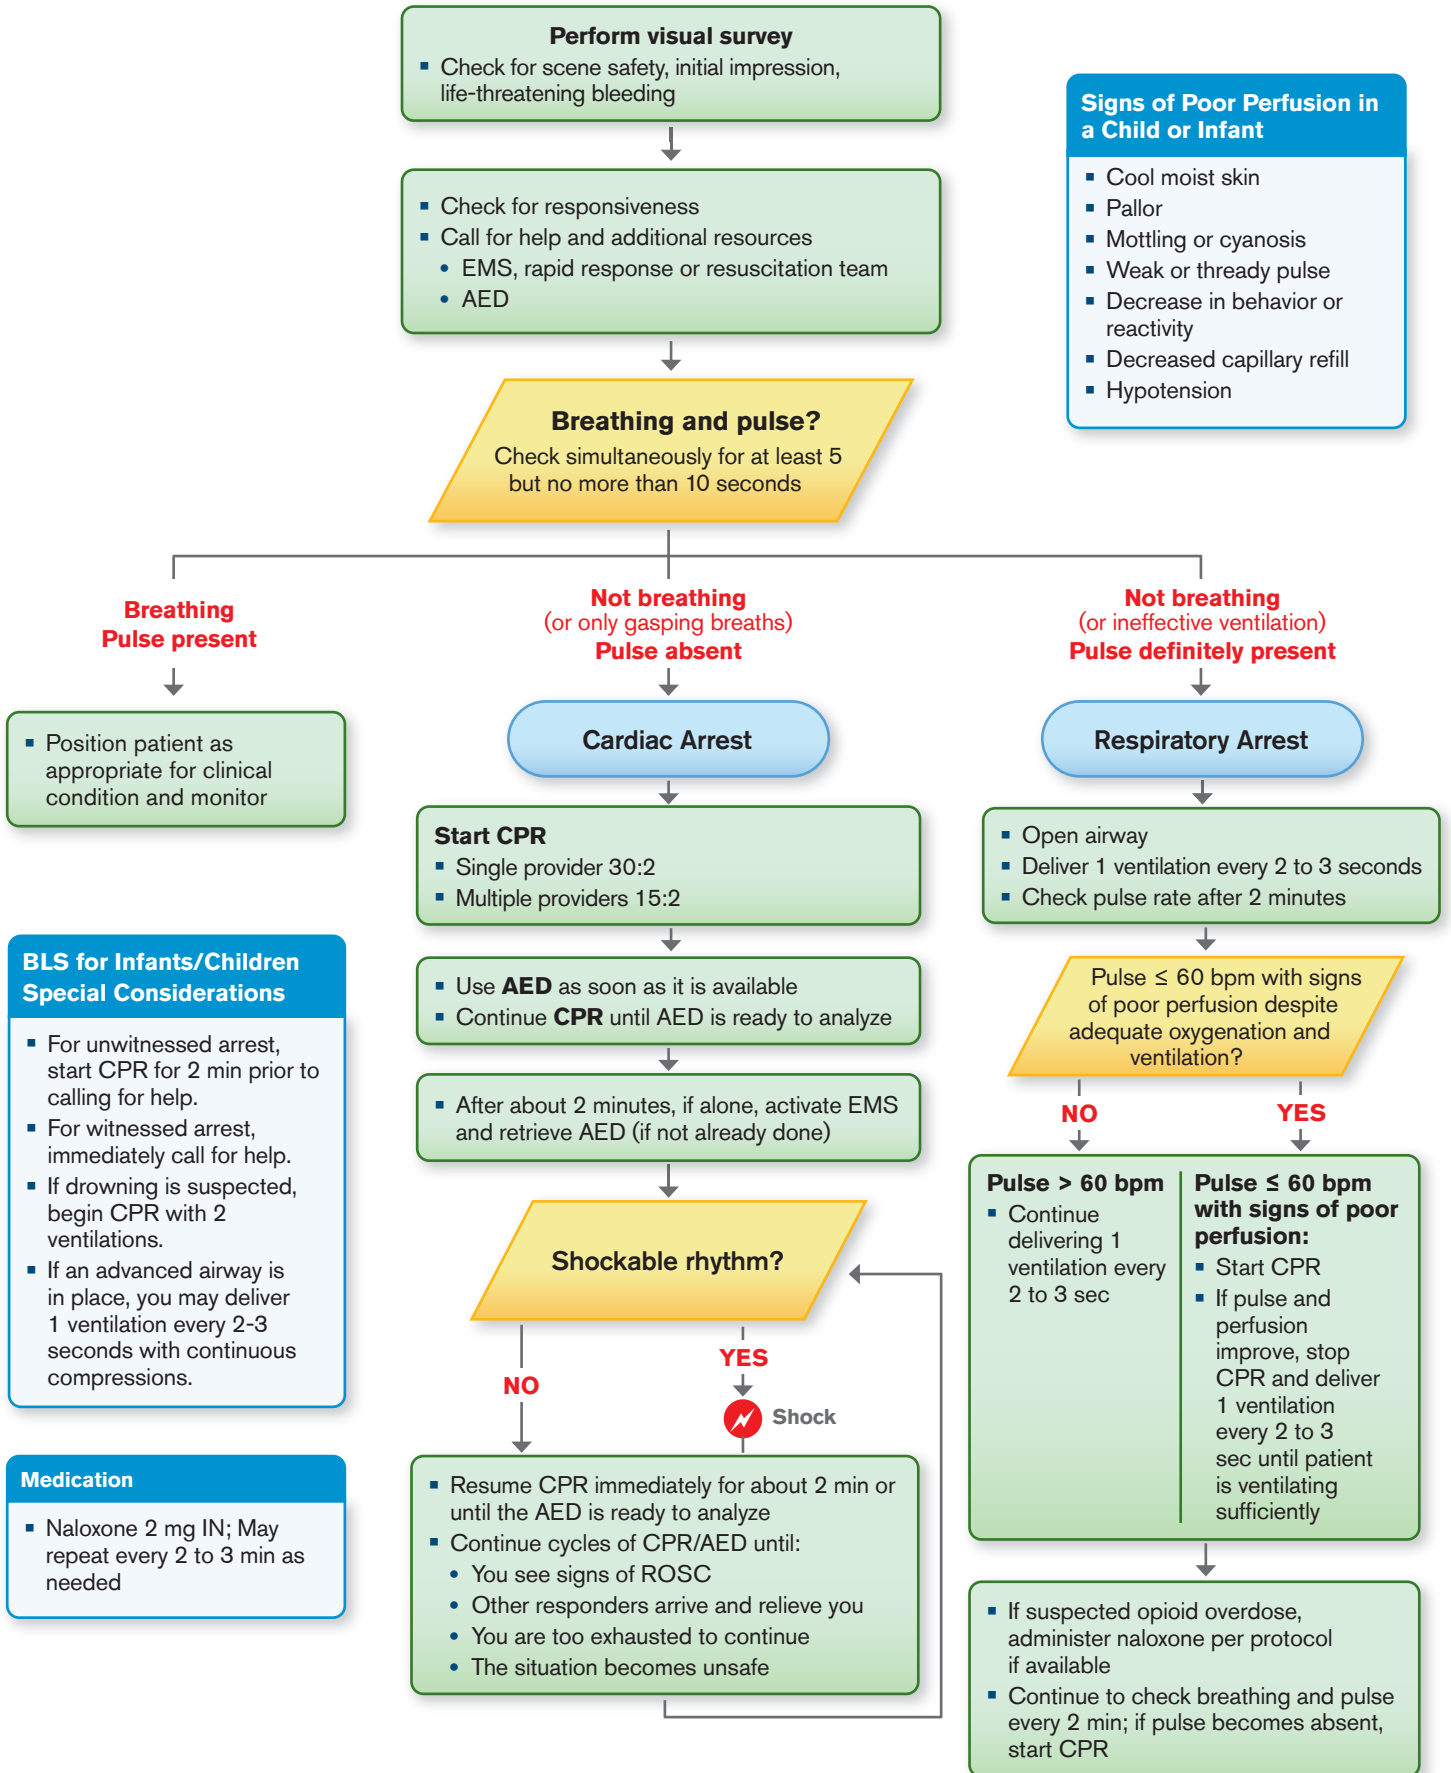 Perform visual survey
▪ Check for scene safety, initial impression,
life-threatening bleeding
Signs of Poor Perfusion in
a Child or Infant
▪ Cool moist skin
▪ Pallor
▪ Mottling or cyanosis
▪ Weak or thready pulse
▪ Decrease in behavior or
reactivity
▪ Decreased capillary refill
▪ Hypotension
▪ Check for responsiveness
▪ Call for help and additional resources
• EMS, rapid response or resuscitation team
• AED
Breathing and pulse?
Check simultaneously for at least 5
but no more than 10 seconds
Breathing
Pulse present
▪ Position patient as
appropriate for clinical
condition and monitor
Not breathing
(or only gasping breaths)
Pulse absent
Cardiac Arrest
Start CPR
▪ Single provider 30:2
▪ Multiple providers 15:2
▪ Use AED as soon as it is available
▪ Continue CPR until AED is ready to analyze
▪ After about 2 minutes, if alone, activate EMS
and retrieve AED (if not already done)
Shockable rhythm?
NO
YES
Shock
▪ Resume CPR immediately for about 2 min or
until the AED is ready to analyze
▪ Continue cycles of CPR/AED until:
• You see signs of ROSC
• Other responders arrive and relieve you
• You are too exhausted to continue
• The situation becomes unsafe
Not breathing
(or ineffective ventilation)
Pulse definitely present
Respiratory Arrest
▪ Open airway
▪ Deliver 1 ventilation every 2 to 3 seconds
▪ Check pulse rate after 2 minutes
Pulse ≤ 60 bpm with signs
of poor perfusion despite
adequate oxygenation and
ventilation?
NO
YES
Pulse > 60 bpm
▪ Continue
delivering 1
ventilation every
2 to 3 sec
Pulse ≤ 60 bpm
with signs of poor
perfusion:
▪ Start CPR
▪ If pulse and
perfusion
improve, stop
CPR and deliver
1 ventilation
every 2 to 3
sec until patient
is ventilating
sufficiently
▪ If suspected opioid overdose,
administer naloxone per protocol
if available
▪ Continue to check breathing and pulse
every 2 min; if pulse becomes absent,
start CPR
BLS for Infants/Children
Special Considerations
▪ For unwitnessed arrest,
start CPR for 2 min prior to
calling for help.
▪ For witnessed arrest,
immediately call for help.
▪ If drowning is suspected,
begin CPR with 2
ventilations.
▪ If an advanced airway is
in place, you may deliver
1 ventilation every 2-3
seconds with continuous
compressions.
Medication
▪ Naloxone 2 mg IN; May
repeat every 2 to 3 min as
needed